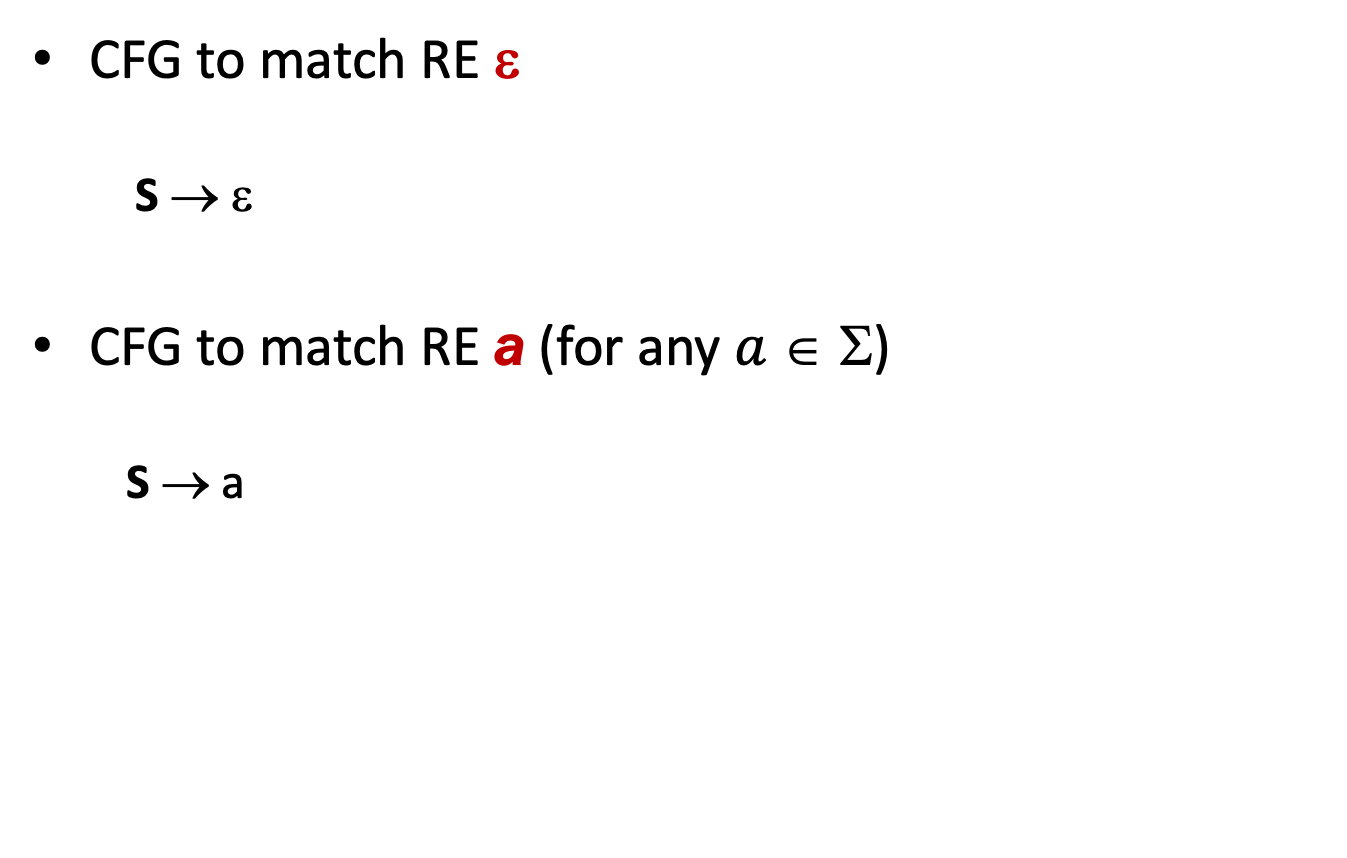 • CFG to match RE ε
S → ε
• CFG to match RE a (for any a ∈ Σ)
S → a